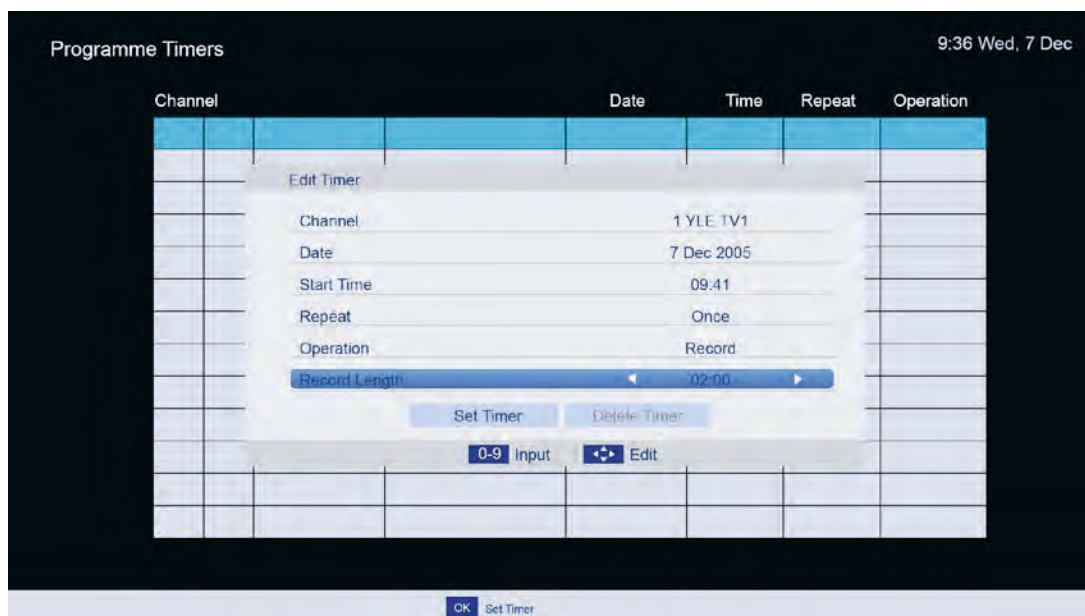 Programme Timers 9:36 Wed, 7 Dec
Channel Date Time Repeat Operation
Edit Timer
Channel 1 YLE TV1
Date 7 Dec 2005
Start Time 09:41
Repeat Once
Operation Record
Record Length 02:00
Set Timer Delete Timer
0-9 Input Edit
OK Set Timer